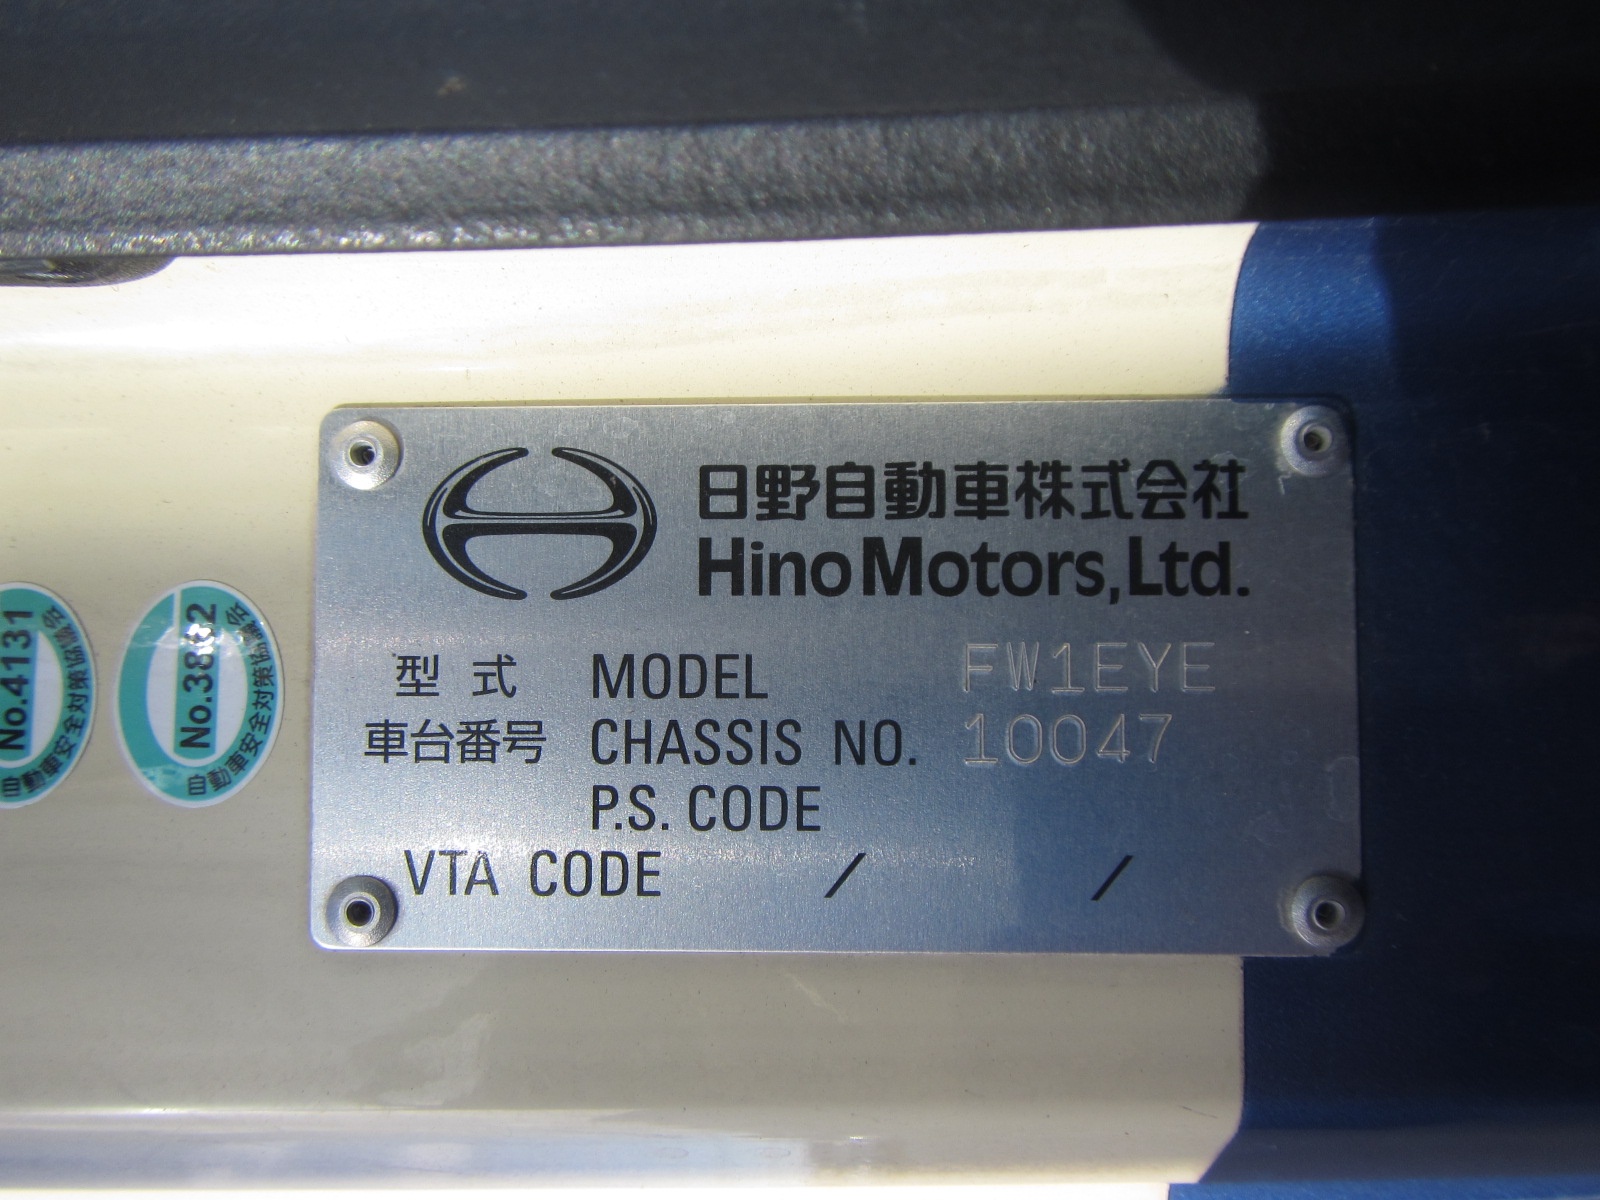 日野自動車株式会社
Hino Motors, Ltd.
型式 MODEL FW1EYE
車台番号 CHASSIS NO. 10047
P.S. CODE
VTA CODE / /
No.4131
自動車安全対策協議会
自動車安全対策協議会